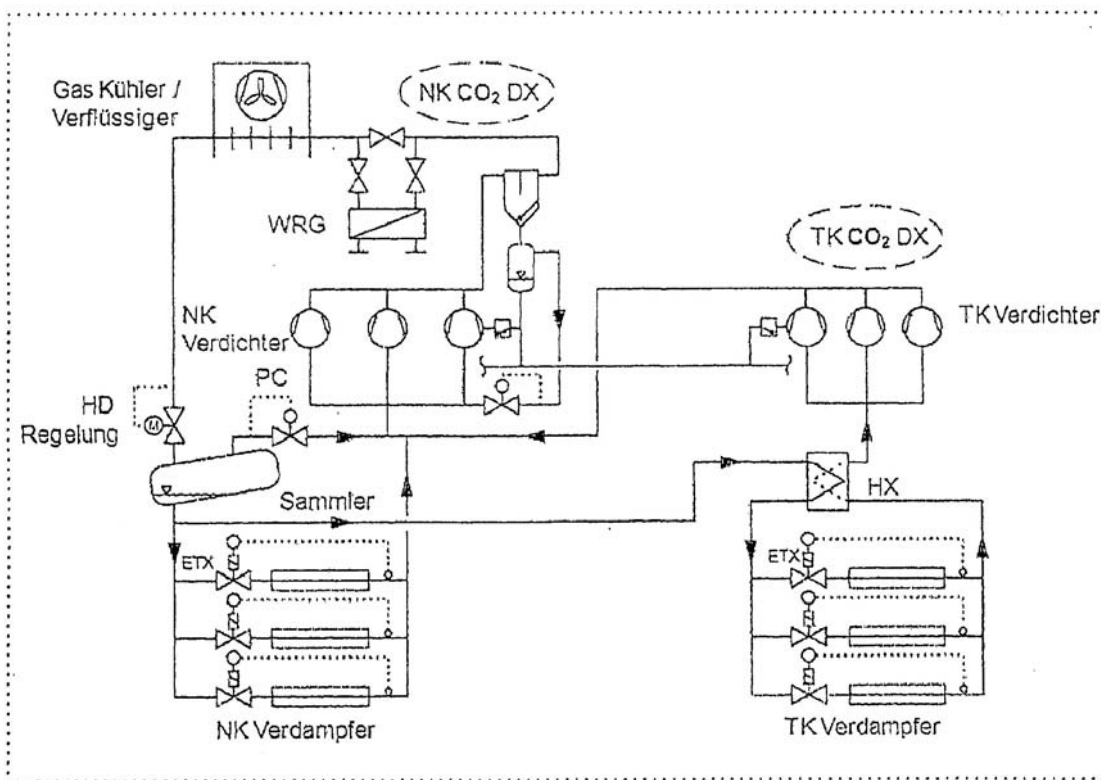 Gas Kühler /
Verflüssiger
NK CO₂ DX
WRG
TK CO₂ DX
NK
Verdichter
TK Verdichter
PC
HD
Regelung
M
Sammler
HX
ETX
ETX
NK Verdampfer
TK Verdampfer